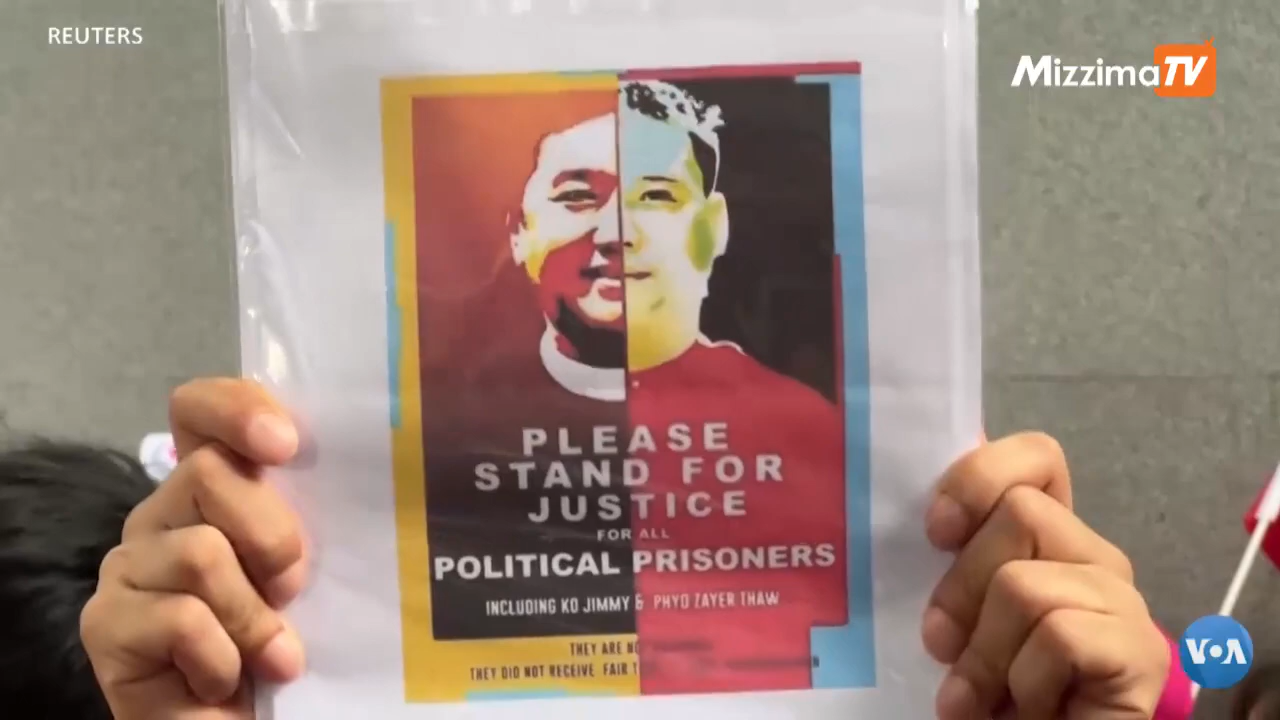 REUTERS
MizzimaTV
PLEASE
STAND FOR
JUSTICE
FOR ALL
POLITICAL PRISONERS
INCLUDING KO JIMMY & PHYO ZAYER THAW
THEY ARE
THEY DID NOT RECEIVE FAIR
VOA